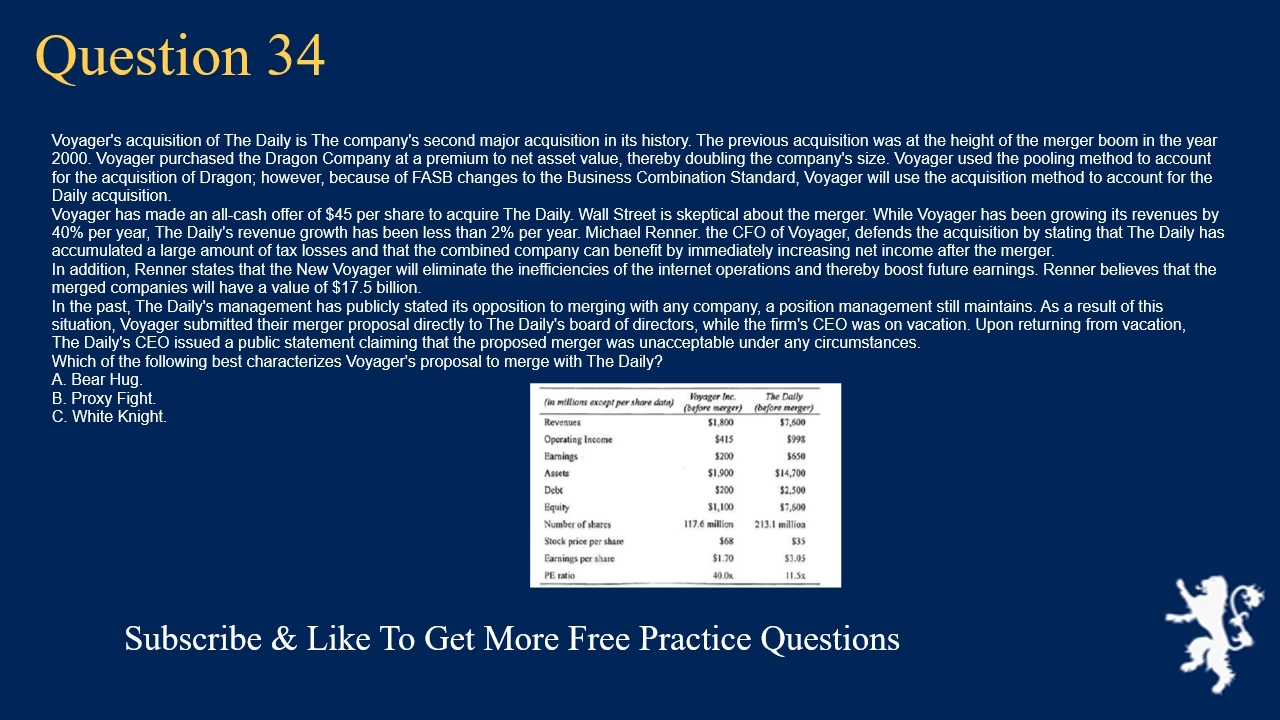 Question 34
Voyager's acquisition of The Daily is The company's second major acquisition in its history. The previous acquisition was at the height of the merger boom in the year
2000. Voyager purchased the Dragon Company at a premium to net asset value, thereby doubling the company's size. Voyager used the pooling method to account
for the acquisition of Dragon; however, because of FASB changes to the Business Combination Standard, Voyager will use the acquisition method to account for the
Daily acquisition.
Voyager has made an all-cash offer of $45 per share to acquire The Daily. Wall Street is skeptical about the merger. While Voyager has been growing its revenues by
40% per year, The Daily's revenue growth has been less than 2% per year. Michael Renner. the CFO of Voyager, defends the acquisition by stating that The Daily has
accumulated a large amount of tax losses and that the combined company can benefit by immediately increasing net income after the merger.
In addition, Renner states that the New Voyager will eliminate the inefficiencies of the internet operations and thereby boost future earnings. Renner believes that the
merged companies will have a value of $17.5 billion.
In the past, The Daily's management has publicly stated its opposition to merging with any company, a position management still maintains. As a result of this
situation, Voyager submitted their merger proposal directly to The Daily's board of directors, while the firm's CEO was on vacation. Upon returning from vacation,
The Daily's CEO issued a public statement claiming that the proposed merger was unacceptable under any circumstances.
Which of the following best characterizes Voyager's proposal to merge with The Daily?
A. Bear Hug.
B. Proxy Fight.
C. White Knight.
(in millions except per share data) Voyager Inc. (before merger) The Daily (before merger)
Revenues $1,800 $7,600
Operating Income $415 $998
Earnings $200 $650
Assets $1,900 $14,700
Debt $200 $2,500
Equity $1,100 $7,600
Number of shares 117.6 million 213.1 million
Stock price per share $68 $35
Earnings per share $1.70 $3.05
PE ratio 40.0x 11.5x
Subscribe & Like To Get More Free Practice Questions